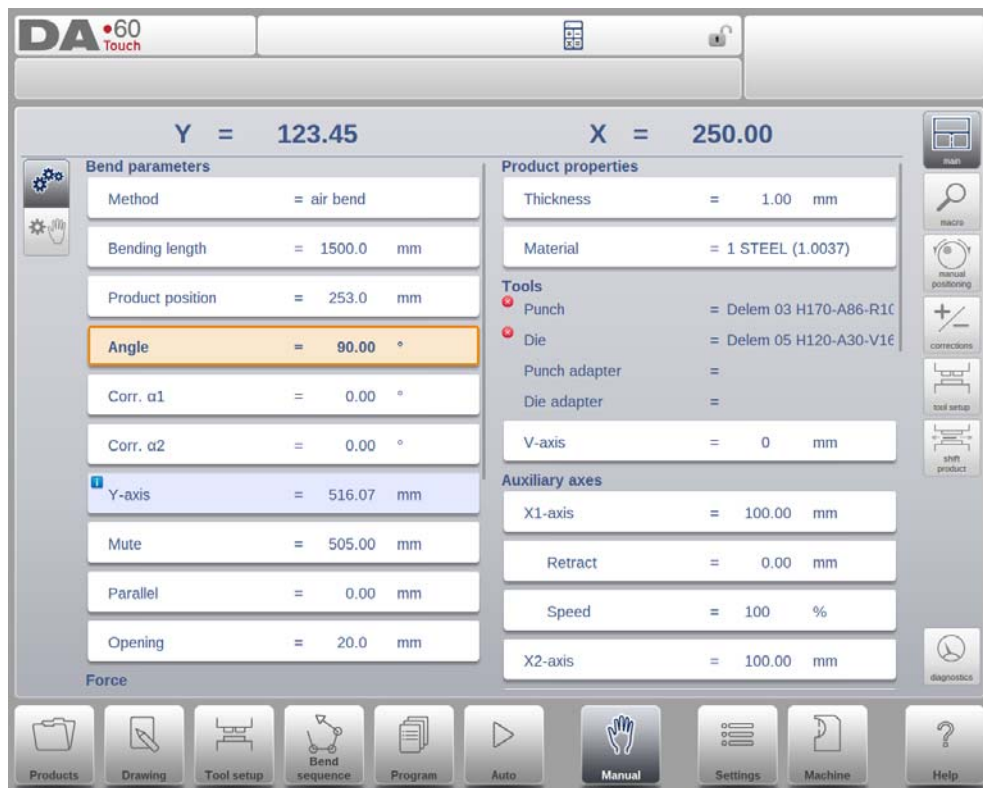 DA•60
Touch
Y = 123.45 X = 250.00
Bend parameters
Method = air bend
Bending length = 1500.0 mm
Product position = 253.0 mm
Angle = 90.00 °
Corr. α1 = 0.00 °
Corr. α2 = 0.00 °
Y-axis = 516.07 mm
Mute = 505.00 mm
Parallel = 0.00 mm
Opening = 20.0 mm
Force
Product properties
Thickness = 1.00 mm
Material = 1 STEEL (1.0037)
Tools
Punch = Delem 03 H170-A86-R10
Die = Delem 05 H120-A30-V16
Punch adapter =
Die adapter =
V-axis = 0 mm
Auxiliary axes
X1-axis = 100.00 mm
Retract = 0.00 mm
Speed = 100 %
X2-axis = 100.00 mm
main
macro
manual
positioning
corrections
tool setup
shift
product
diagnostics
Products
Drawing
Tool setup
Bend
sequence
Program
Auto
Manual
Settings
Machine
Help